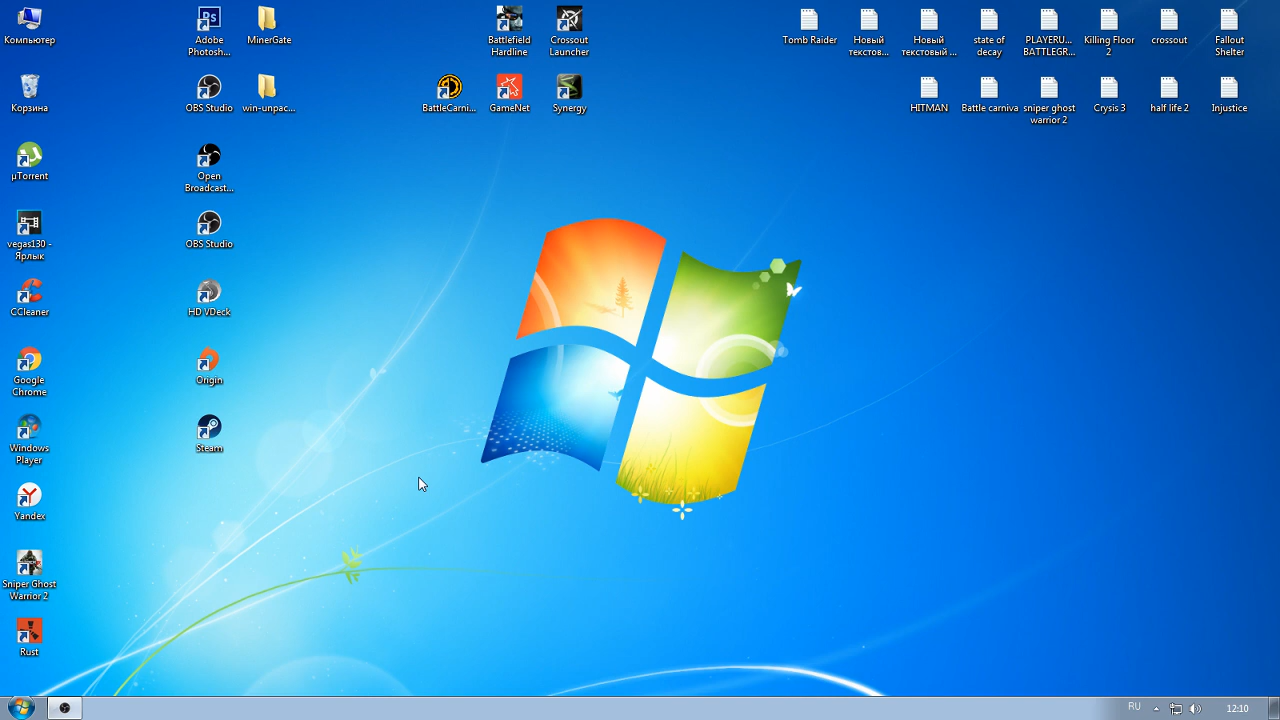 Компьютер
Adobe
Photosh...
MinerGate
Battlefield
Hardline
Crossout
Launcher
Tomb Raider
Новый
текстов...
Новый
текстовый ...
state of
decay
PLAYERU...
BATTLEGR...
Killing Floor
2
crossout
Fallout
Shelter
Корзина
OBS Studio
win-unpac...
BattleCarni...
GameNet
Synergy
HITMAN
Battle carniva
sniper ghost
warrior 2
Crysis 3
half life 2
Injustice
µTorrent
Open
Broadcast...
vegas130 -
Ярлык
OBS Studio
CCleaner
HD VDeck
Google
Chrome
Origin
Windows
Player
Steam
Yandex
Sniper Ghost
Warrior 2
Rust
RU
12:10